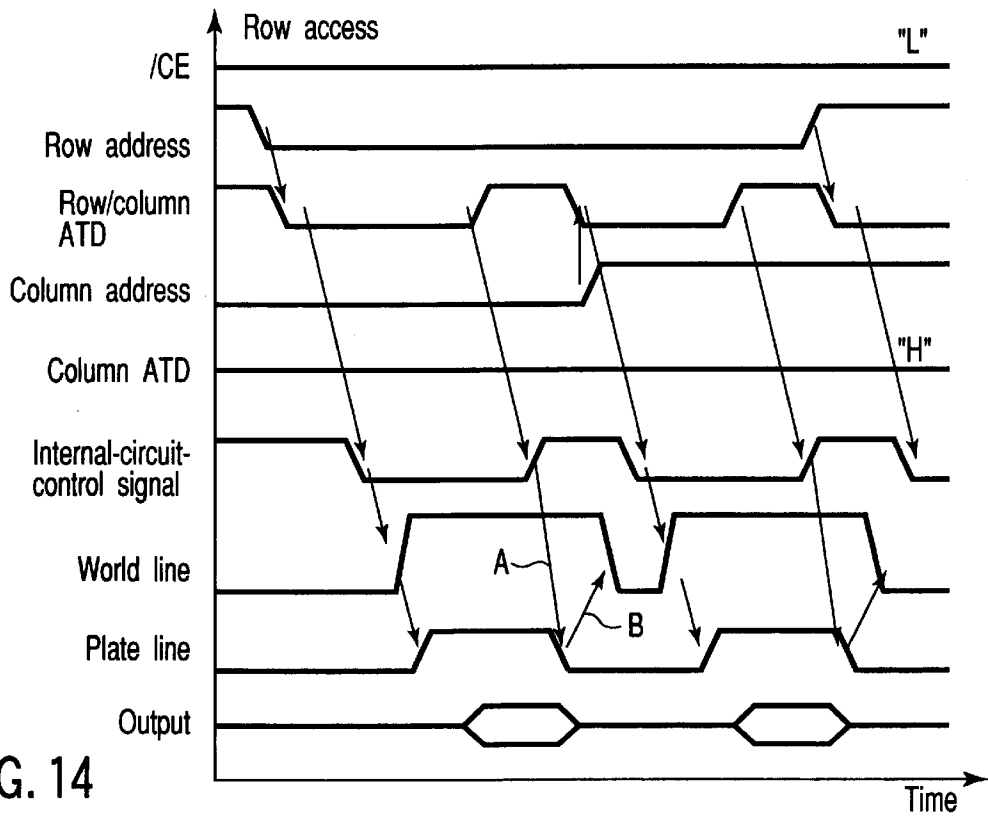 Row access
"L"
/CE
Row address
Row/column
ATD
Column address
"H"
Column ATD
Internal-circuit-
control signal
World line
A
B
Plate line
Output
G. 14
Time